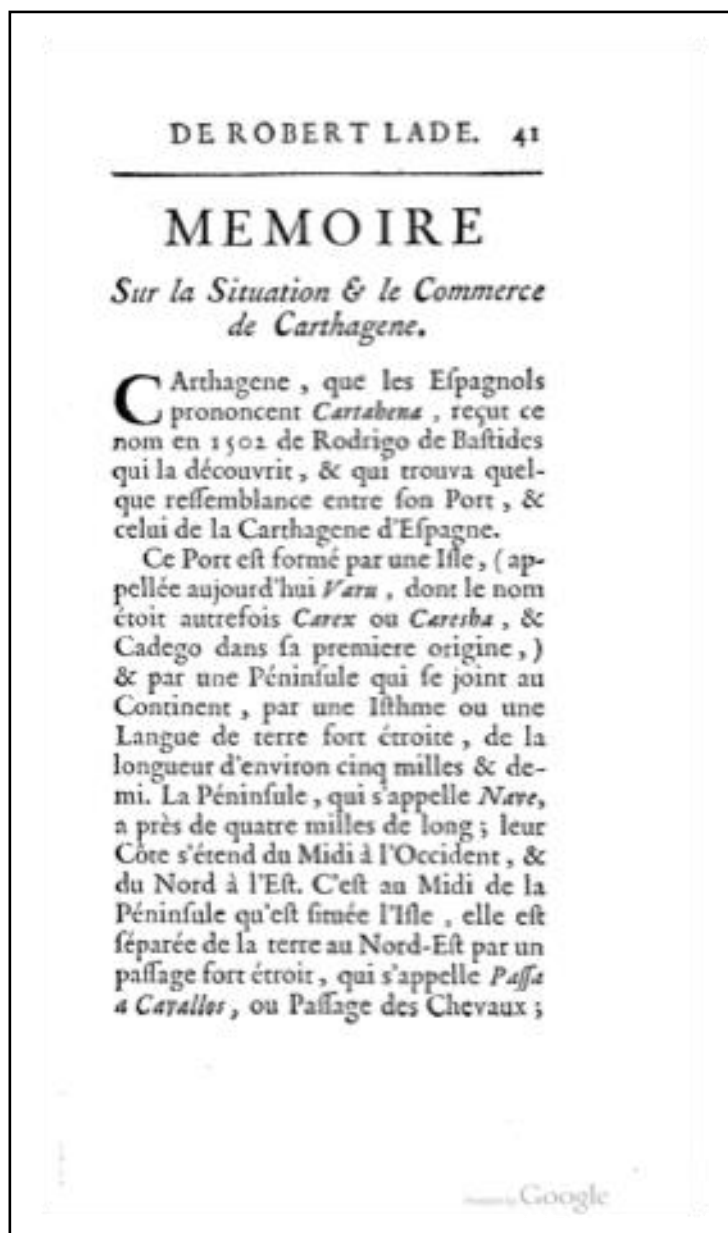 DE ROBERT LADE. 41
MEMOIRE
Sur la Situation & le Commerce
de Carthagene.
CArthagene, que les Eſpagnols
prononcent Cartahena, reçut ce
nom en 1502 de Rodrigo de Baſtides
qui la découvrit, & qui trouva quel-
que reſſemblance entre ſon Port, &
celui de la Carthagene d'Eſpagne.
Ce Port eſt formé par une Iſle, (ap-
pellée aujourd'hui Varu, dont le nom
étoit autrefois Carex ou Caresha, &
Cadego dans ſa premiere origine,)
& par une Péninſule qui ſe joint au
Continent, par une Iſthme ou une
Langue de terre fort étroite, de la
longueur d'environ cinq milles & de-
mi. La Péninſule, qui s'appelle Nave,
a près de quatre milles de long; leur
Côte s'étend du Midi à l'Occident, &
du Nord à l'Eſt. C'eſt au Midi de la
Péninſule qu'eſt ſituée l'Iſle, elle eſt
ſéparée de la terre au Nord-Eſt par un
paſſage fort étroit, qui s'appelle Paſſa
a Cavallos, ou Paſſage des Chevaux;
Google